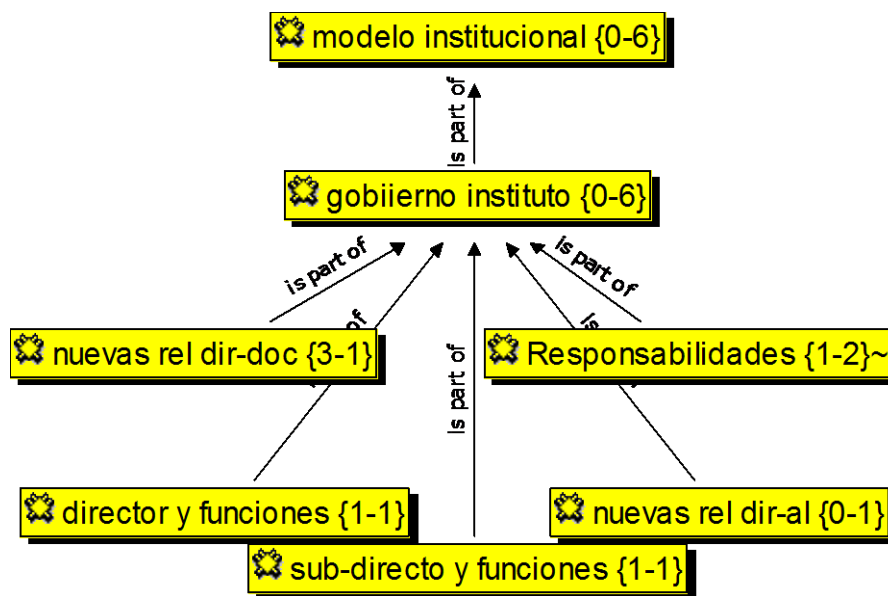 modelo institucional {0-6}
is part of
gobiierno instituto {0-6}
is part of
is part of
of
is
is part of
nuevas rel dir-doc {3-1}
Responsabilidades {1-2}~
director y funciones {1-1}
nuevas rel dir-al {0-1}
sub-directo y funciones {1-1}